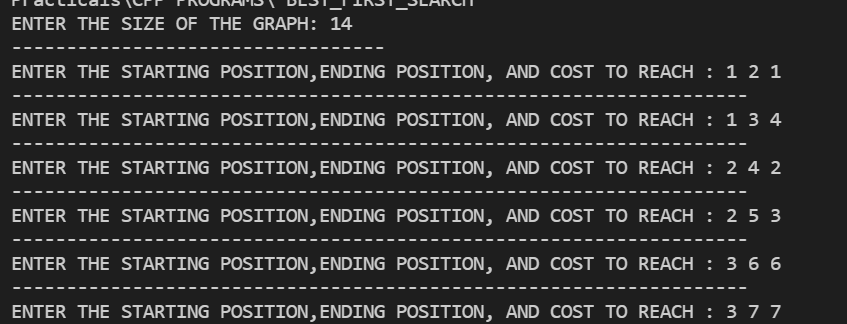 Practicals\CPP PROGRAMS\ BEST_FIRST_SEARCH
ENTER THE SIZE OF THE GRAPH: 14
----------------------------------
ENTER THE STARTING POSITION,ENDING POSITION, AND COST TO REACH : 1 2 1
-------------------------------------------------------------------
ENTER THE STARTING POSITION,ENDING POSITION, AND COST TO REACH : 1 3 4
-------------------------------------------------------------------
ENTER THE STARTING POSITION,ENDING POSITION, AND COST TO REACH : 2 4 2
-------------------------------------------------------------------
ENTER THE STARTING POSITION,ENDING POSITION, AND COST TO REACH : 2 5 3
-------------------------------------------------------------------
ENTER THE STARTING POSITION,ENDING POSITION, AND COST TO REACH : 3 6 6
-------------------------------------------------------------------
ENTER THE STARTING POSITION,ENDING POSITION, AND COST TO REACH : 3 7 7